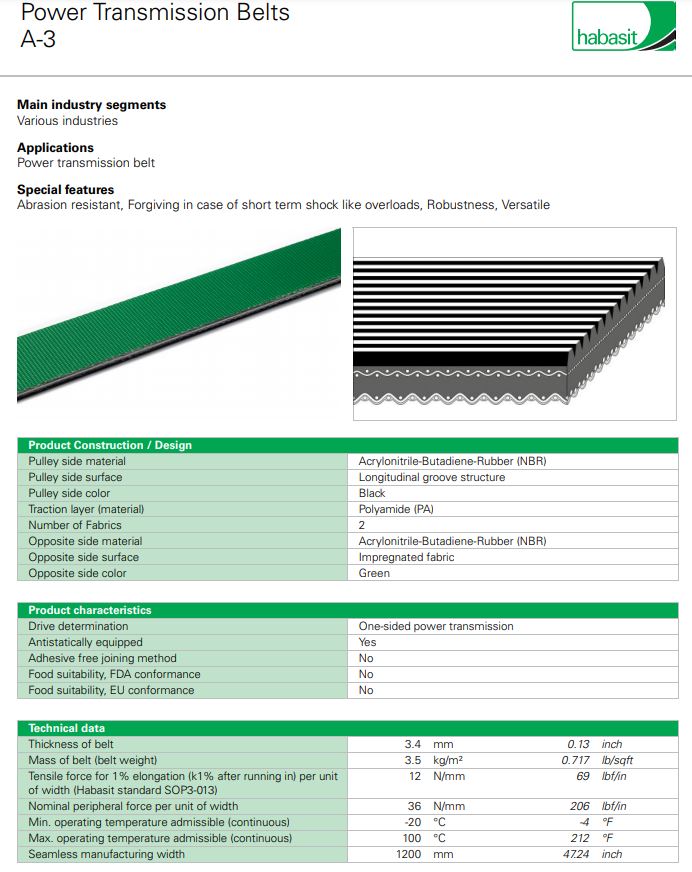 Power Transmission Belts
A-3
habasit
Main industry segments
Various industries
Applications
Power transmission belt
Special features
Abrasion resistant, Forgiving in case of short term shock like overloads, Robustness, Versatile
Product Construction / Design
Pulley side material Acrylonitrile-Butadiene-Rubber (NBR)
Pulley side surface Longitudinal groove structure
Pulley side color Black
Traction layer (material) Polyamide (PA)
Number of Fabrics 2
Opposite side material Acrylonitrile-Butadiene-Rubber (NBR)
Opposite side surface Impregnated fabric
Opposite side color Green
Product characteristics
Drive determination One-sided power transmission
Antistatically equipped Yes
Adhesive free joining method No
Food suitability, FDA conformance No
Food suitability, EU conformance No
Technical data
Thickness of belt 3.4 mm 0.13 inch
Mass of belt (belt weight) 3.5 kg/m² 0.717 lb/sqft
Tensile force for 1% elongation (k1% after running in) per unit 12 N/mm 69 lbf/in
of width (Habasit standard SOP3-013)
Nominal peripheral force per unit of width 36 N/mm 206 lbf/in
Min. operating temperature admissible (continuous) -20 °C -4 °F
Max. operating temperature admissible (continuous) 100 °C 212 °F
Seamless manufacturing width 1200 mm 47.24 inch